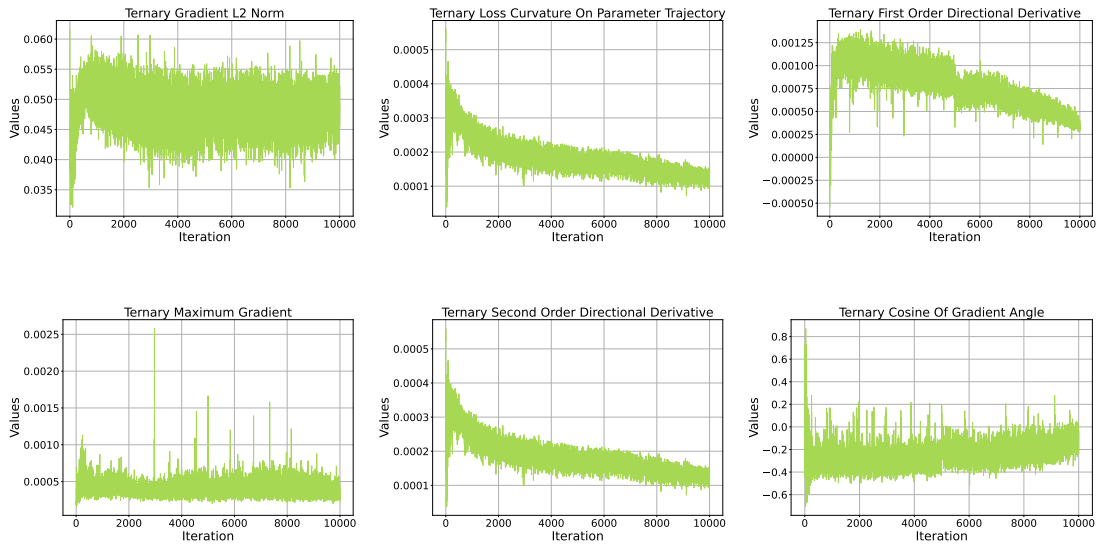 Ternary Gradient L2 Norm
Values
0.060
0.055
0.050
0.045
0.040
0.035
0 2000 4000 6000 8000 10000
Iteration
Ternary Loss Curvature On Parameter Trajectory
Values
0.0005
0.0004
0.0003
0.0002
0.0001
0 2000 4000 6000 8000 10000
Iteration
Ternary First Order Directional Derivative
Values
0.00125
0.00100
0.00075
0.00050
0.00025
0.00000
−0.00025
−0.00050
0 2000 4000 6000 8000 10000
Iteration
Ternary Maximum Gradient
Values
0.0025
0.0020
0.0015
0.0010
0.0005
0 2000 4000 6000 8000 10000
Iteration
Ternary Second Order Directional Derivative
Values
0.0005
0.0004
0.0003
0.0002
0.0001
0 2000 4000 6000 8000 10000
Iteration
Ternary Cosine Of Gradient Angle
Values
0.8
0.6
0.4
0.2
0.0
−0.2
−0.4
−0.6
0 2000 4000 6000 8000 10000
Iteration